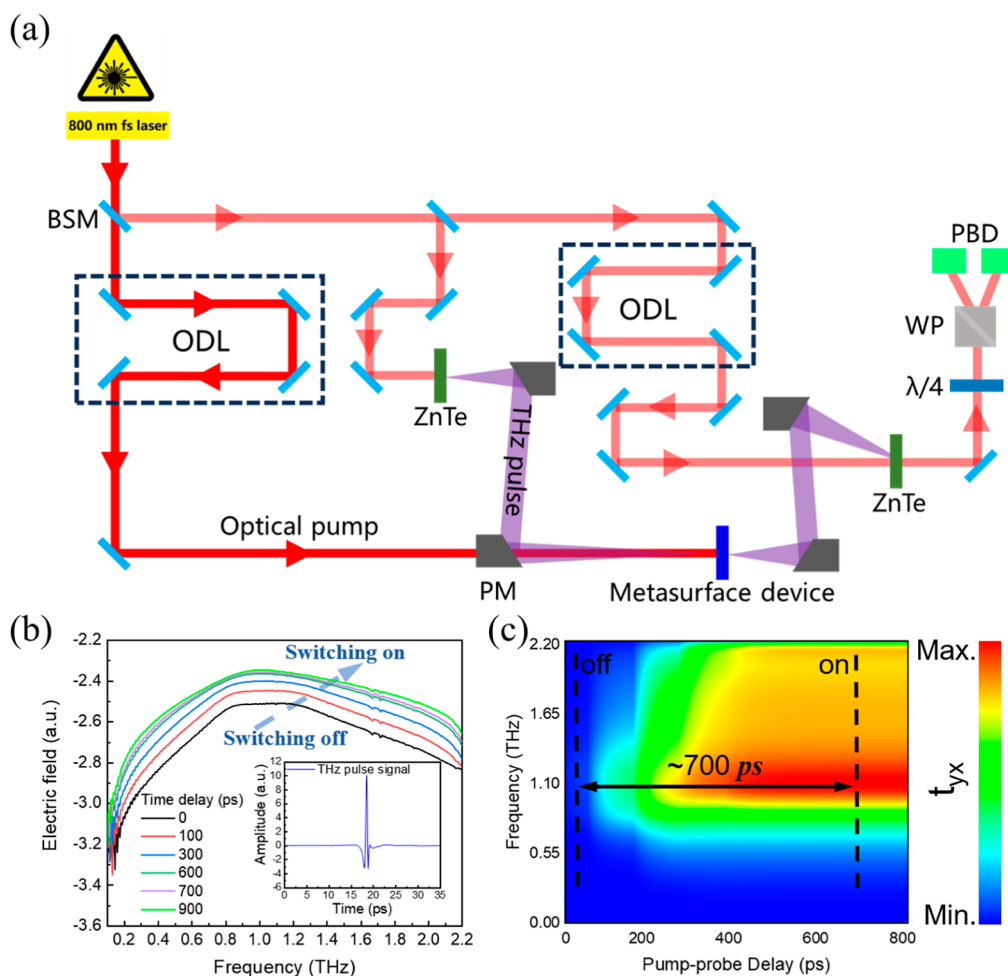 (a)
800 nm fs laser
BSM
ODL
ODL
PBD
WP
λ/4
ZnTe
THz pulse
ZnTe
Optical pump
PM
Metasurface device
(b)
-2.2
-2.4
-2.6
-2.8
-3.0
-3.2
-3.4
-3.6
Electric field (a.u.)
Switching on
Switching off
Time delay (ps)
0
100
300
600
700
900
12
10
8
6
4
2
0
-2
-4
-6
Amplitude (a.u.)
THz pulse signal
0 5 10 15 20 25 30 35
Time (ps)
0.2 0.4 0.6 0.8 1.0 1.2 1.4 1.6 1.8 2.0 2.2
Frequency (THz)
(c)
2.20
1.65
1.10
0.55
0.00
Frequency (THz)
off
on
~700 ps
0 200 400 600 800
Pump-probe Delay (ps)
Max.
tyx
Min.